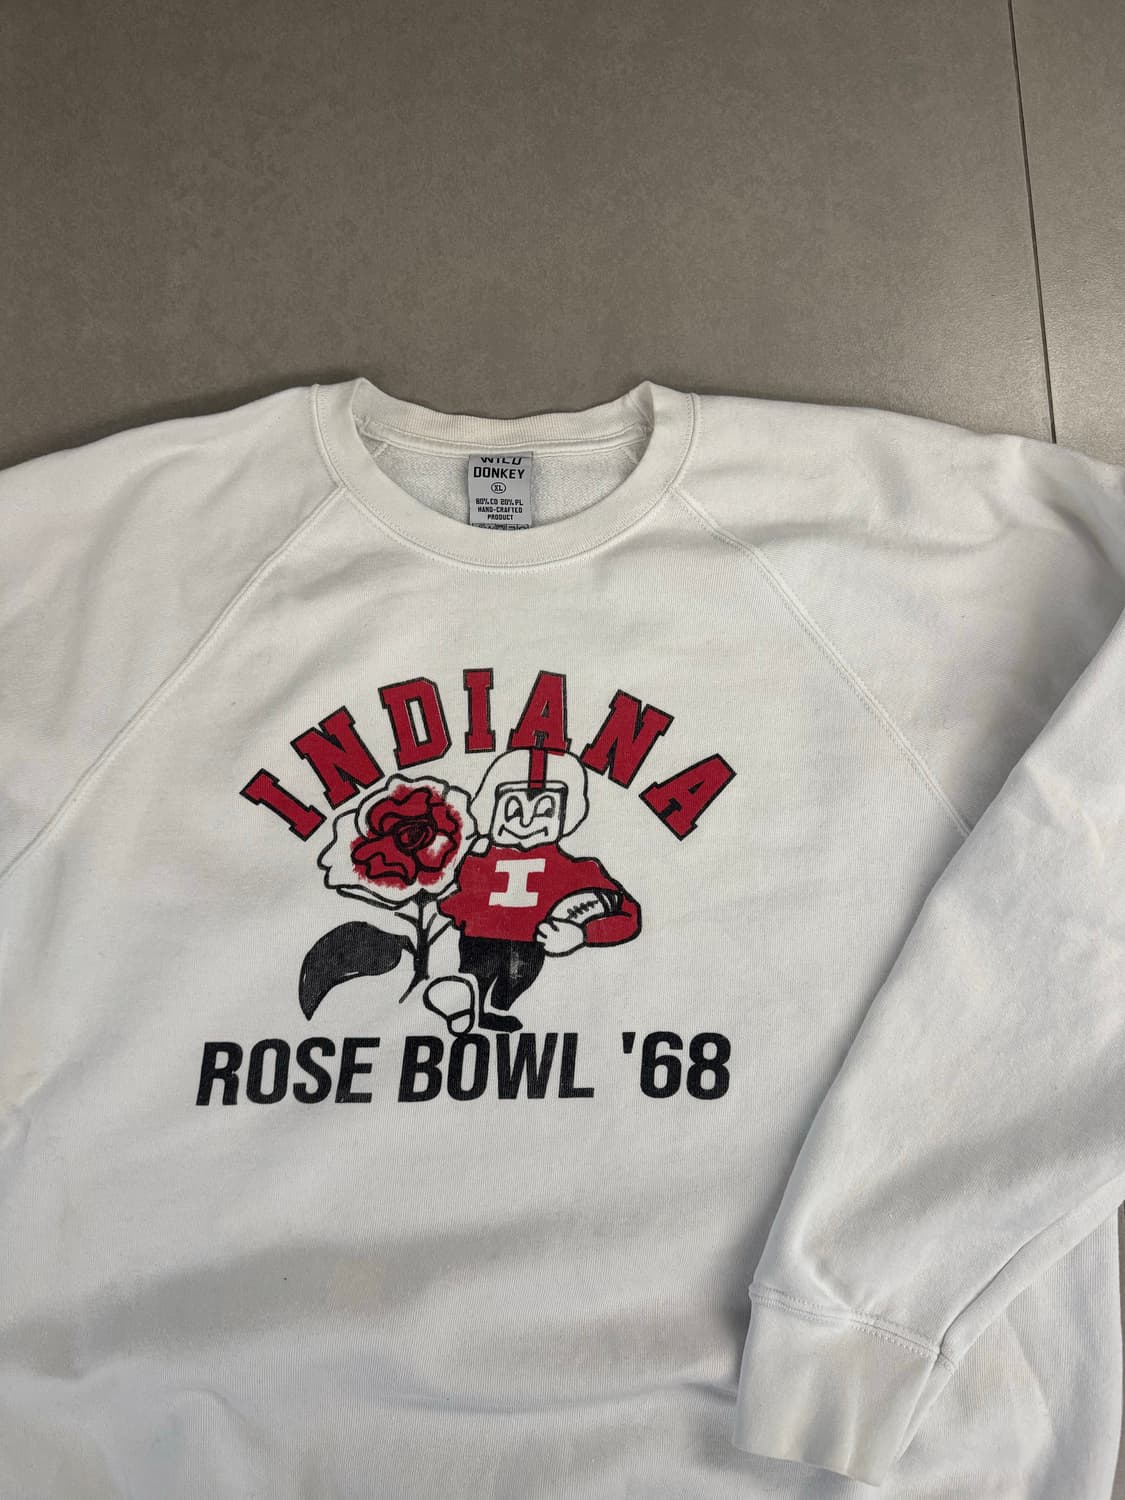 WILD
DONKEY
XL
80% CO 20% PL
HAND-CRAFTED
PRODUCT
INDIANA
I
ROSE BOWL '68